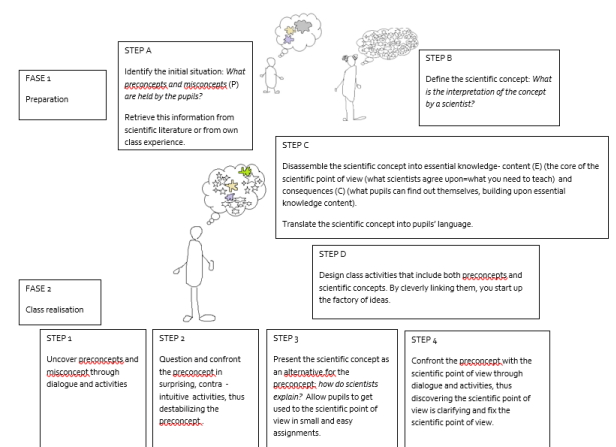 STEP A
Identify the initial situation: What
preconcepts and misconcepts (P)
are held by the pupils?
Retrieve this information from
scientific literature or from own
class experience.
STEP B
Define the scientific concept: What
is the interpretation of the concept
by a scientist?
FASE 1
Preparation
STEP C
Disassemble the scientific concept into essential knowledge- content (E) (the core of the
scientific point of view (what scientists agree upon=what you need to teach) and
consequences (C) (what pupils can find out themselves, building upon essential
knowledge content).
Translate the scientific concept into pupils' language.
STEP D
Design class activities that include both preconcepts and
scientific concepts. By cleverly linking them, you start up
the factory of ideas.
FASE 2
Class realisation
STEP 1
Uncover preconcepts and
misconcept through
dialogue and activities
STEP 2
Question and confront
the preconcept in
surprising, contra -
intuitive activities, thus
destabilizing the
preconcept.
STEP 3
Present the scientific concept as
an alternative for the
preconcept: how do scientists
explain? Allow pupils to get
used to the scientific point of
view in small and easy
assignments.
STEP 4
Confront the preconcept with the
scientific point of view through
dialogue and activities, thus
discovering the scientific point of
view is clarifying and fix the
scientific point of view.